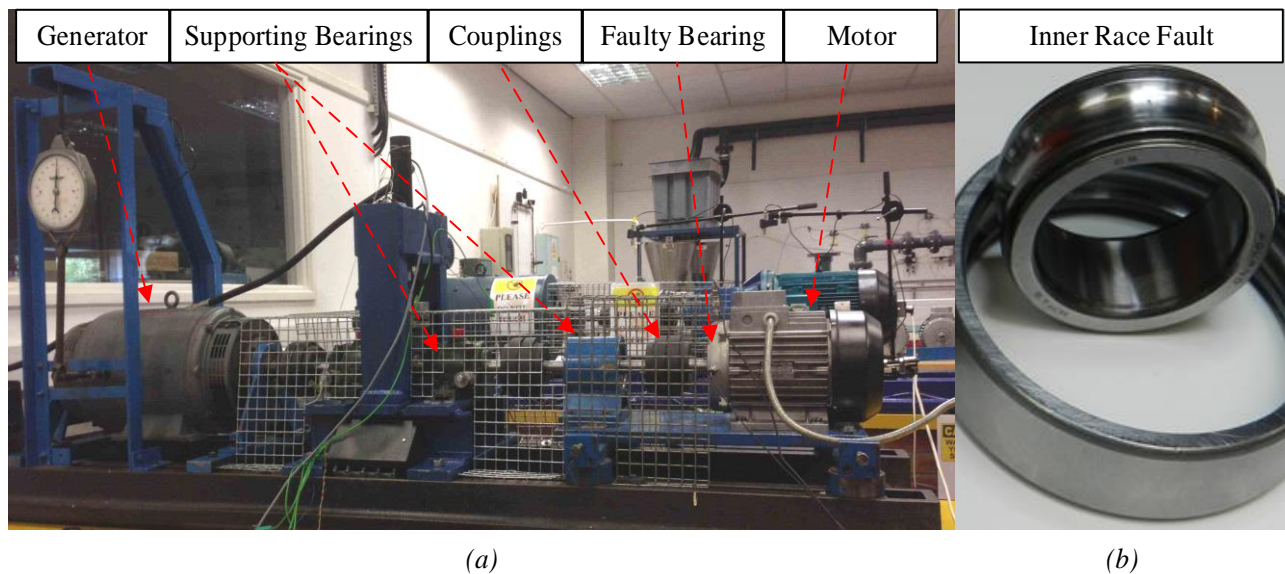 Generator
Supporting Bearings
Couplings
Faulty Bearing
Motor
Inner Race Fault
PLEASE
(a)
(b)